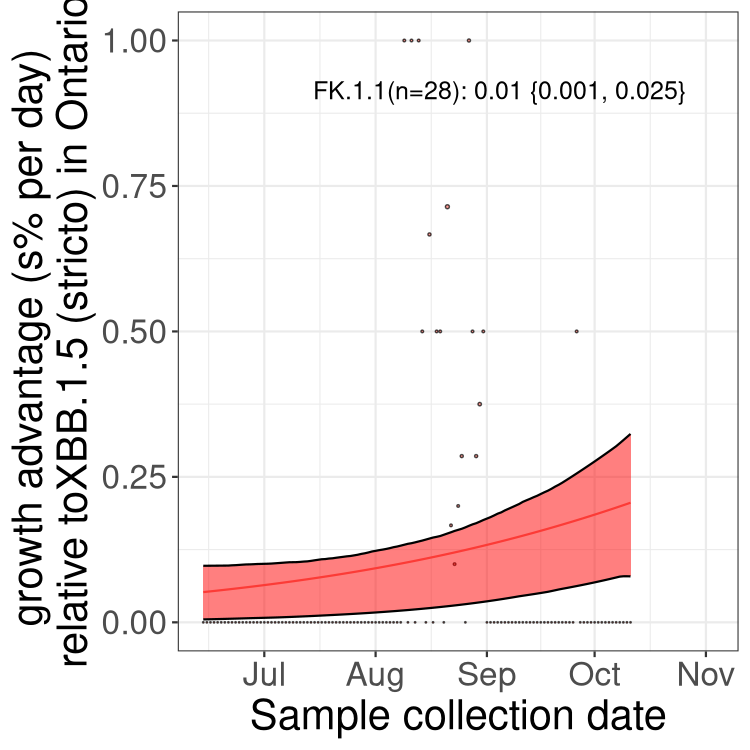 growth advantage (s% per day)
relative toXBB.1.5 (stricto) in Ontario
1.00
0.75
0.50
0.25
0.00
FK.1.1(n=28): 0.01 {0.001, 0.025}
Jul Aug Sep Oct Nov
Sample collection date